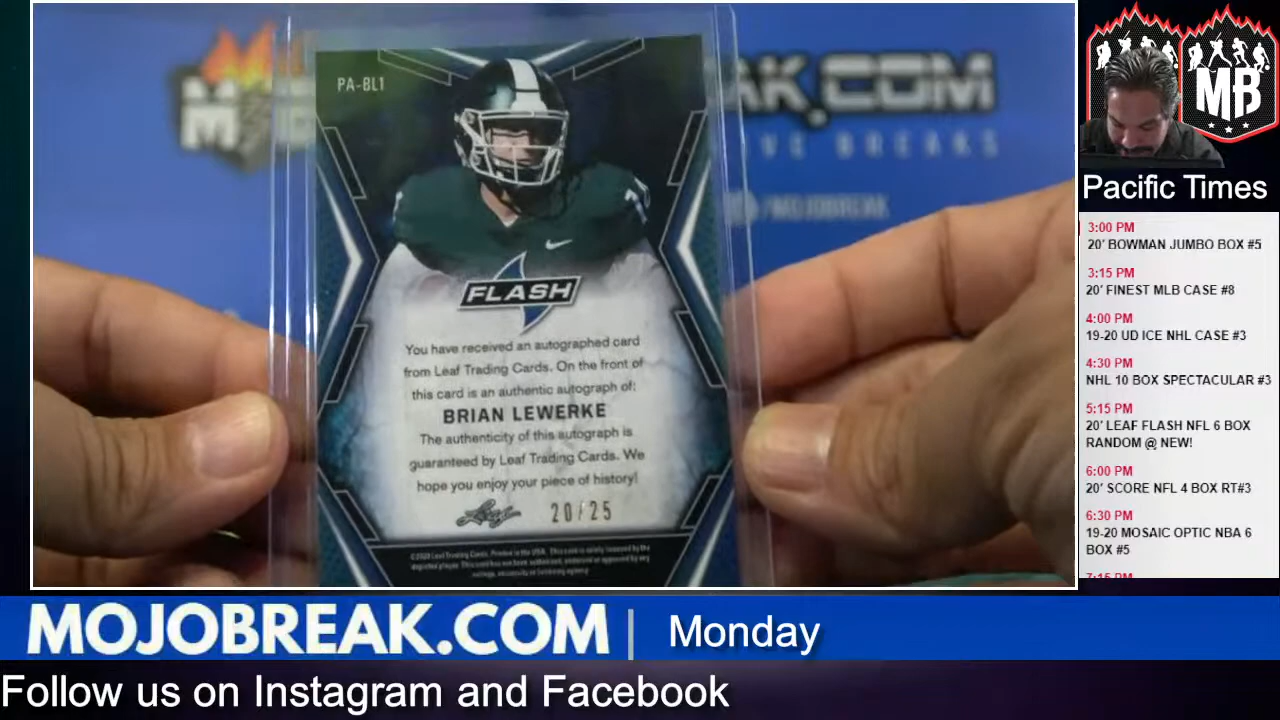 PA-BL1
FLASH
You have received an autographed card
from Leaf Trading Cards. On the front of
this card is an authentic autograph of:
BRIAN LEWERKE
The authenticity of this autograph is
guaranteed by Leaf Trading Cards. We
hope you enjoy your piece of history!
Leaf 20/25
AK.COM
/MOJOBREAK
MB
Pacific Times
3:00 PM
20' BOWMAN JUMBO BOX #5
3:15 PM
20' FINEST MLB CASE #8
4:00 PM
19-20 UD ICE NHL CASE #3
4:30 PM
NHL 10 BOX SPECTACULAR #3
5:15 PM
20' LEAF FLASH NFL 6 BOX
RANDOM @ NEW!
6:00 PM
20' SCORE NFL 4 BOX RT#3
6:30 PM
19-20 MOSAIC OPTIC NBA 6
BOX #5
MOJOBREAK.COM | Monday
Follow us on Instagram and Facebook